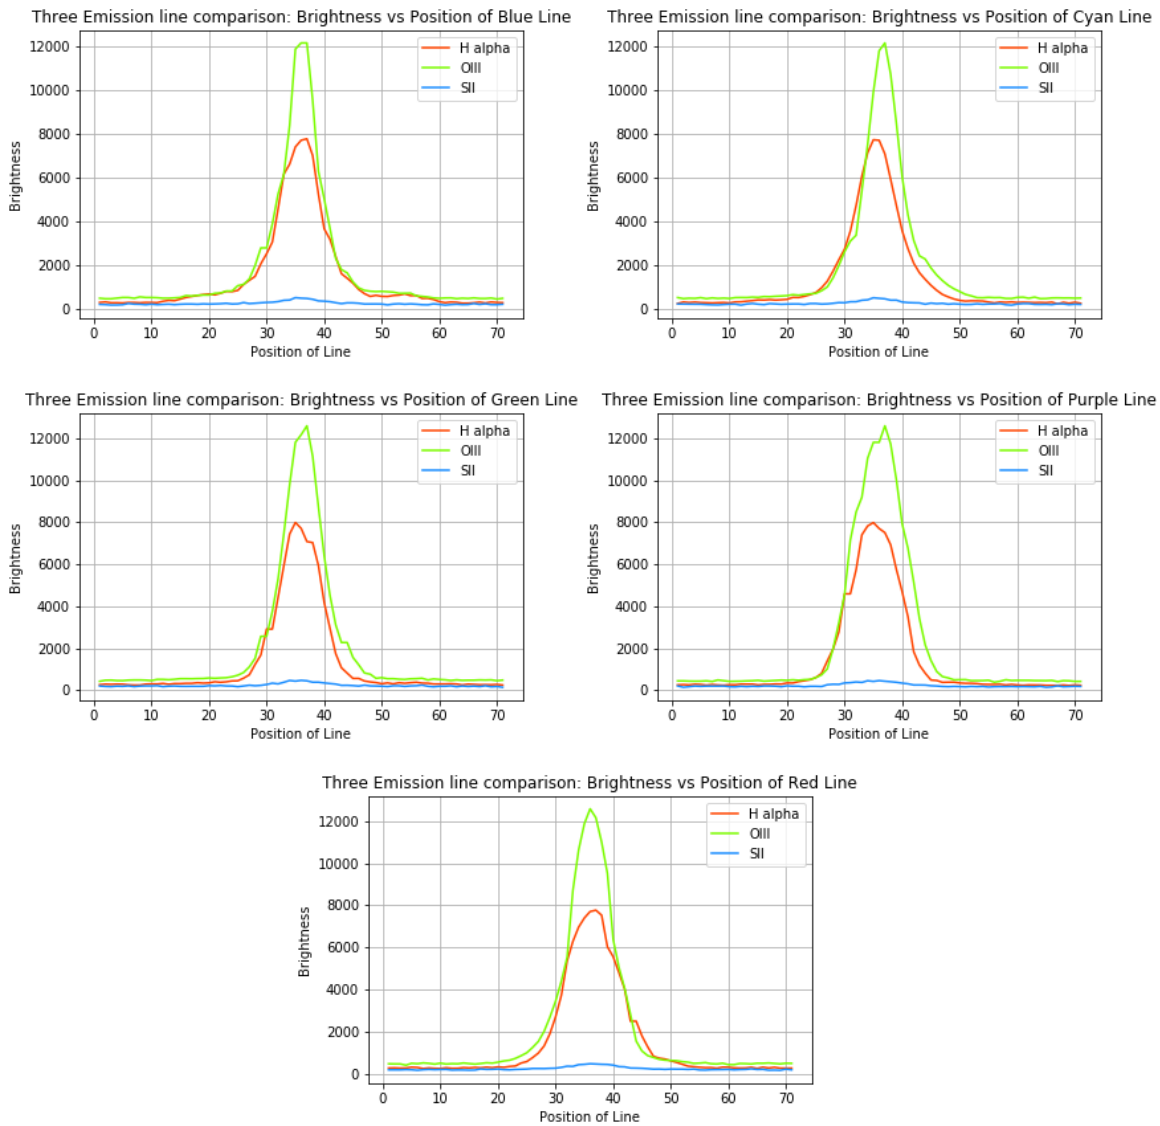 Three Emission line comparison: Brightness vs Position of Blue Line
12000
10000
8000
6000
4000
2000
0
Brightness
H alpha
OIII
SII
0 10 20 30 40 50 60 70
Position of Line
Three Emission line comparison: Brightness vs Position of Cyan Line
12000
10000
8000
6000
4000
2000
0
Brightness
H alpha
OIII
SII
0 10 20 30 40 50 60 70
Position of Line
Three Emission line comparison: Brightness vs Position of Green Line
12000
10000
8000
6000
4000
2000
0
Brightness
H alpha
OIII
SII
0 10 20 30 40 50 60 70
Position of Line
Three Emission line comparison: Brightness vs Position of Purple Line
12000
10000
8000
6000
4000
2000
0
Brightness
H alpha
OIII
SII
0 10 20 30 40 50 60 70
Position of Line
Three Emission line comparison: Brightness vs Position of Red Line
12000
10000
8000
6000
4000
2000
0
Brightness
H alpha
OIII
SII
0 10 20 30 40 50 60 70
Position of Line